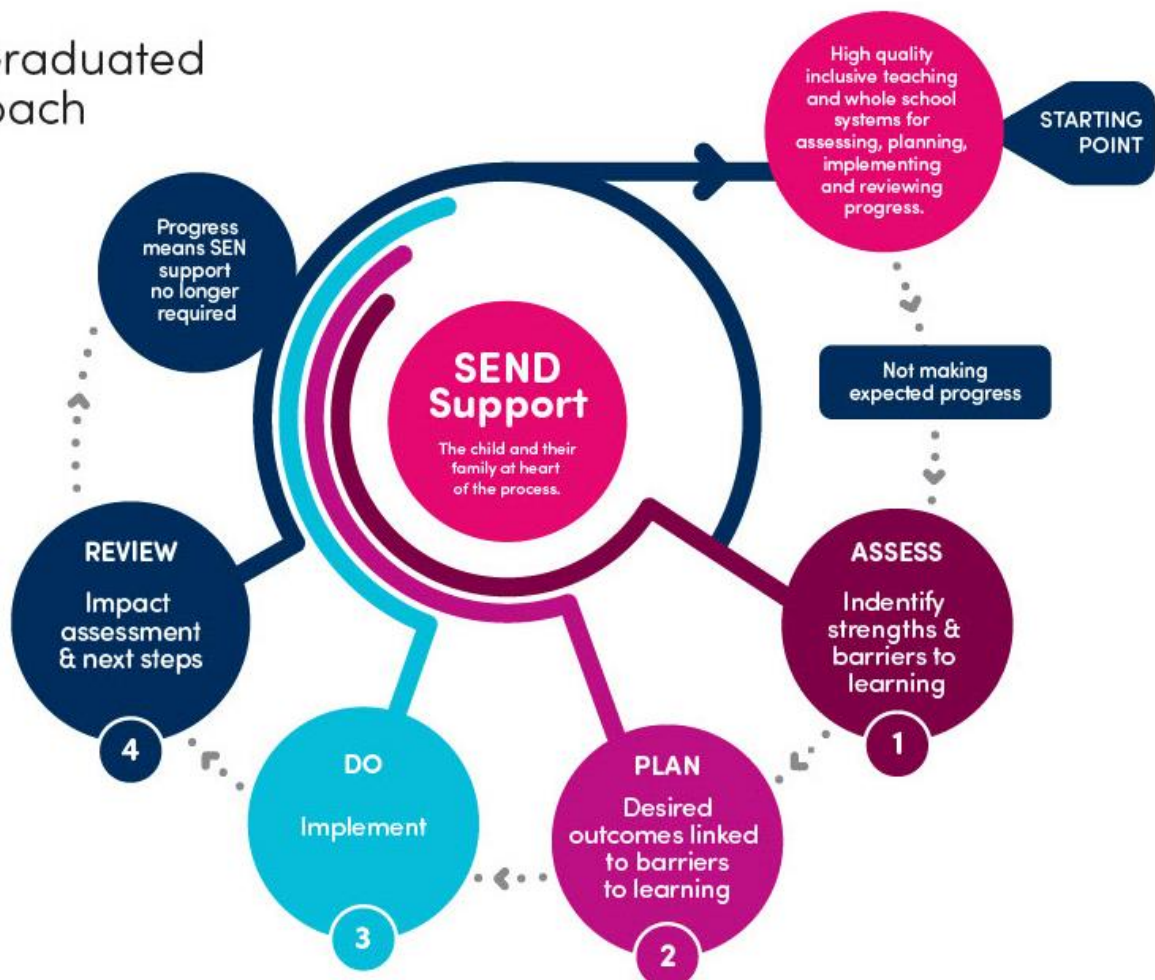 raduated
oach
High quality
inclusive teaching
and whole school
systems for
assessing, planning,
implementing
and reviewing
progress.
STARTING
POINT
Not making
expected progress
ASSESS
Indentify
strengths &
barriers to
learning
1
PLAN
Desired
outcomes linked
to barriers
to learning
2
DO
Implement
3
REVIEW
Impact
assessment
& next steps
4
Progress
means SEN
support
no longer
required
SEND
Support
The child and their
family at heart
of the process.